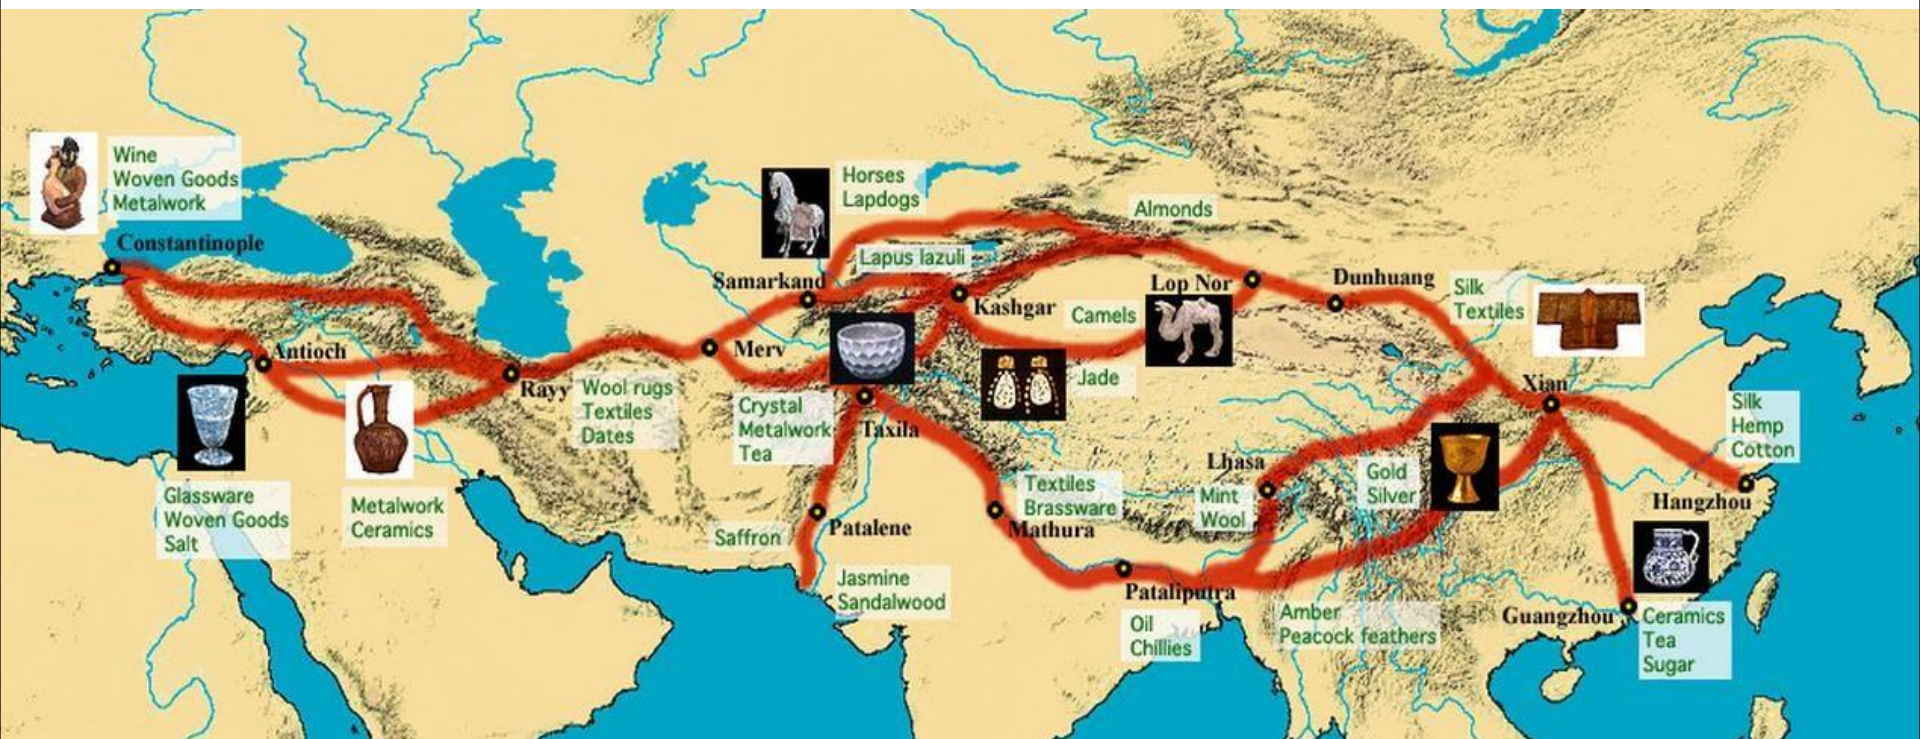 Wine
Woven Goods
Metalwork
Constantinople
Horses
Lapdogs
Almonds
Lapus lazuli
Samarkand
Kashgar
Lop Nor
Dunhuang
Silk
Textiles
Camels
Merv
Antioch
Rayy
Wool rugs
Textiles
Dates
Jade
Xian
Crystal
Metalwork
Tea
Taxila
Silk
Hemp
Cotton
Lhasa
Gold
Silver
Mint
Wool
Textiles
Brassware
Mathura
Hangzhou
Glassware
Woven Goods
Salt
Metalwork
Ceramics
Saffron
Patalene
Jasmine
Sandalwood
Pataliputra
Oil
Chillies
Amber
Peacock feathers
Guangzhou
Ceramics
Tea
Sugar